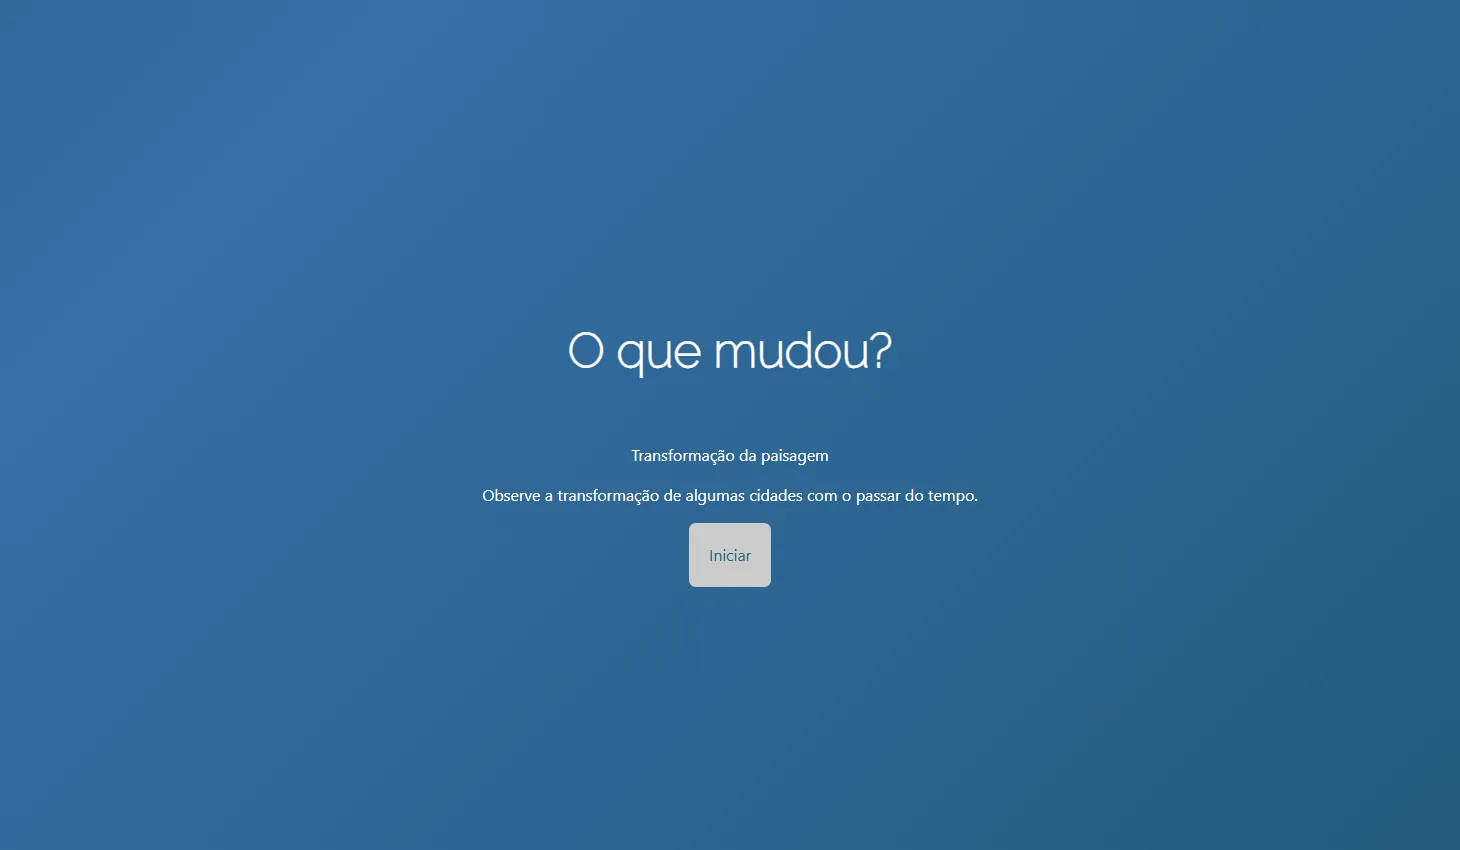 O que mudou?
Transformação da paisagem
Observe a transformação de algumas cidades com o passar do tempo.
Iniciar